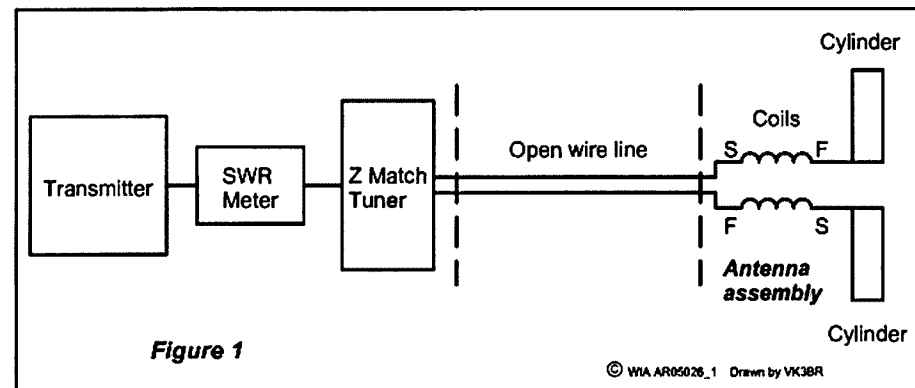 Cylinder
Coils
S F
Open wire line
Transmitter
SWR
Meter
Z Match
Tuner
F S
Antenna
assembly
Cylinder
Figure 1
© WIA AR05026_1 Drawn by VK3BR